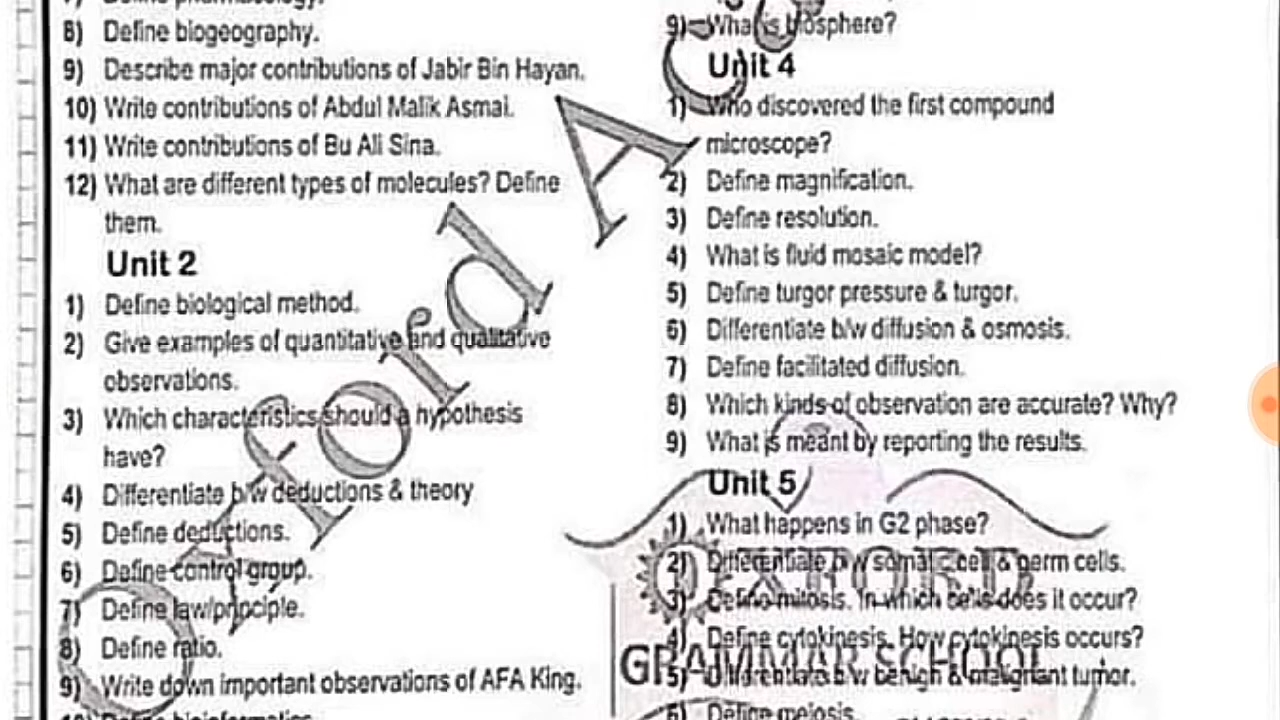 7) Define pharmacology.
8) Define biogeography.
9) Describe major contributions of Jabir Bin Hayan.
10) Write contributions of Abdul Malik Asmai.
11) Write contributions of Bu Ali Sina.
12) What are different types of molecules? Define
them.
Unit 2
1) Define biological method.
2) Give examples of quantitative and qualitative
observations.
3) Which characteristics should a hypothesis
have?
4) Differentiate b/w deductions & theory
5) Define deductions.
6) Define control group.
7) Define law/principle.
8) Define ratio.
9) Write down important observations of AFA King.
10) Define bioinformatics.
9) What is biosphere?
Unit 4
1) Who discovered the first compound
microscope?
2) Define magnification.
3) Define resolution.
4) What is fluid mosaic model?
5) Define turgor pressure & turgor.
6) Differentiate b/w diffusion & osmosis.
7) Define facilitated diffusion.
8) Which kinds of observation are accurate? Why?
9) What is meant by reporting the results.
Unit 5
1) What happens in G2 phase?
2) Differentiate b/w somatic cell & germ cells.
3) Define mitosis. In which cells does it occur?
4) Define cytokinesis. How cytokinesis occurs?
5) Differentiate b/w benign & malignant tumor.
6) Define meiosis.
Oxford
OXFORD
GRAMMAR SCHOOL